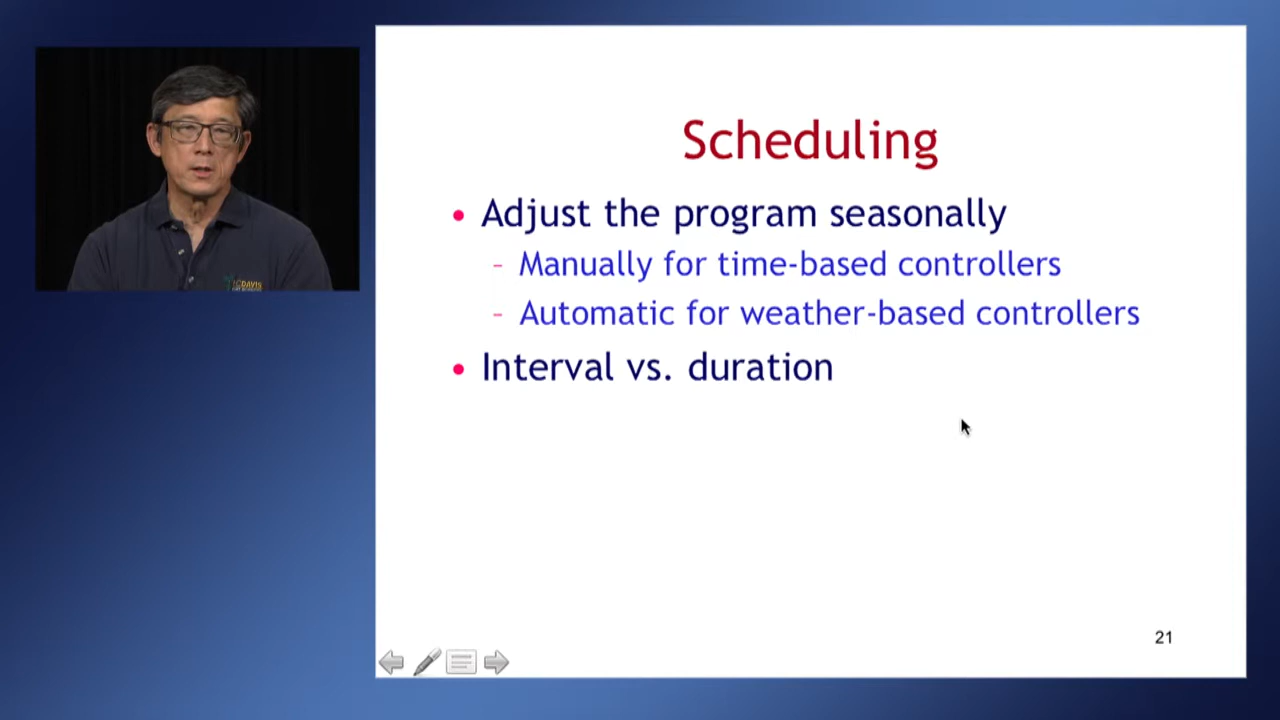 Scheduling
• Adjust the program seasonally
– Manually for time-based controllers
– Automatic for weather-based controllers
• Interval vs. duration
21
UCDAVIS